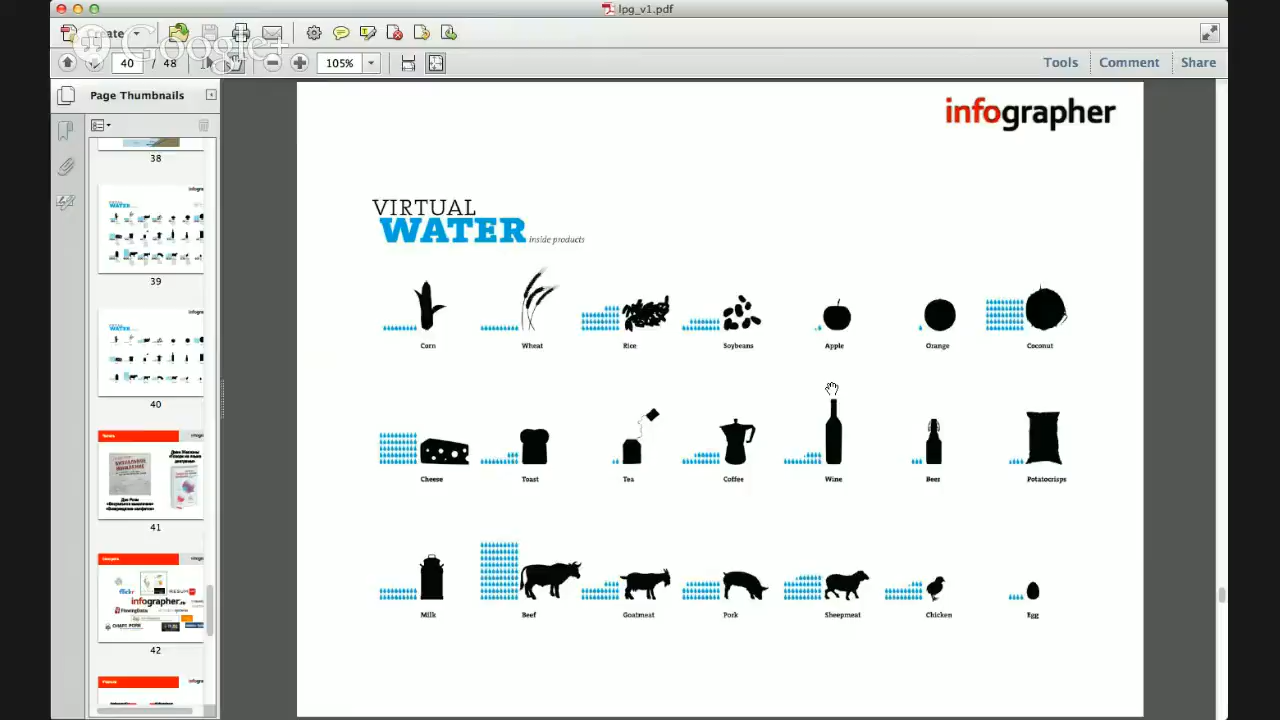 lpg_v1.pdf
Create
Google+
40 / 48 105% Tools Comment Share
Page Thumbnails
38
39
40
41
42
infographer
VIRTUAL
WATER inside products
Corn Wheat Rice Soybeans Apple Orange Coconut
Cheese Toast Tea Coffee Wine Beer Potatocrisps
Milk Beef Goatmeat Pork Sheepmeat Chicken Egg